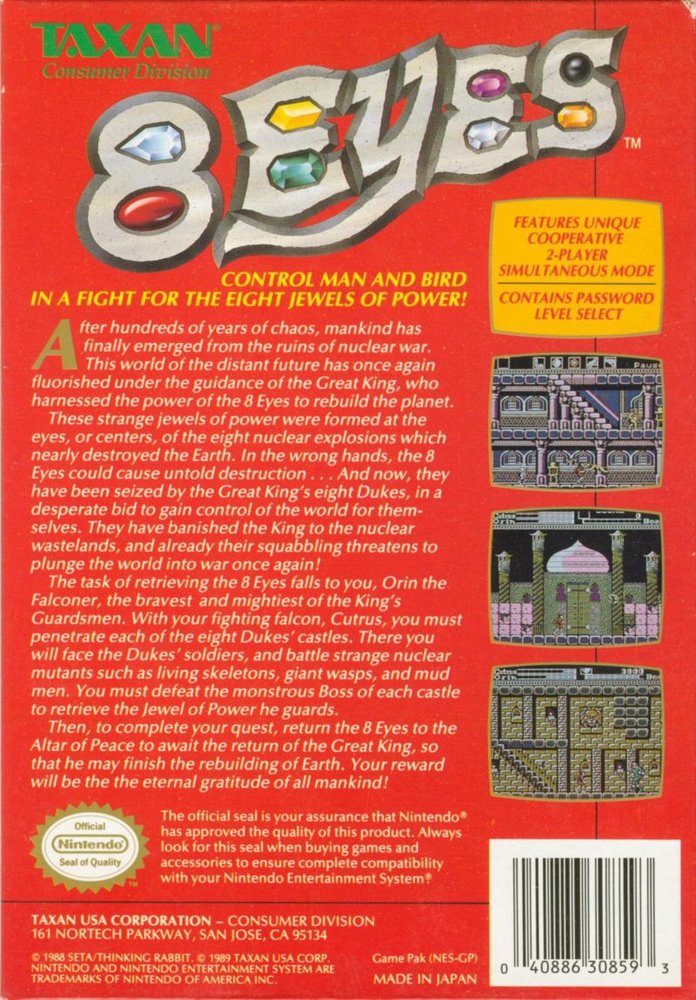 TAXAN®
Consumer Division
8 EYES™
CONTROL MAN AND BIRD
IN A FIGHT FOR THE EIGHT JEWELS OF POWER!
FEATURES UNIQUE
COOPERATIVE
2-PLAYER
SIMULTANEOUS MODE
CONTAINS PASSWORD
LEVEL SELECT
After hundreds of years of chaos, mankind has
finally emerged from the ruins of nuclear war.
This world of the distant future has once again
fluorished under the guidance of the Great King, who
harnessed the power of the 8 Eyes to rebuild the planet.
These strange jewels of power were formed at the
eyes, or centers, of the eight nuclear explosions which
nearly destroyed the Earth. In the wrong hands, the 8
Eyes could cause untold destruction . . . And now, they
have been seized by the Great King's eight Dukes, in a
desperate bid to gain control of the world for them-
selves. They have banished the King to the nuclear
wastelands, and already their squabbling threatens to
plunge the world into war once again!
The task of retrieving the 8 Eyes falls to you, Orin the
Falconer, the bravest and mightiest of the King's
Guardsmen. With your fighting falcon, Cutrus, you must
penetrate each of the eight Dukes' castles. There you
will face the Dukes' soldiers, and battle strange nuclear
mutants such as living skeletons, giant wasps, and mud
men. You must defeat the monstrous Boss of each castle
to retrieve the Jewel of Power he guards.
Then, to complete your quest, return the 8 Eyes to the
Altar of Peace to await the return of the Great King, so
that he may finish the rebuilding of Earth. Your reward
will be the the eternal gratitude of all mankind!
Paus
Orin
Bos
3000
Orin
Bos
Official
Nintendo®
Seal of Quality
TM
The official seal is your assurance that Nintendo®
has approved the quality of this product. Always
look for this seal when buying games and
accessories to ensure complete compatibility
with your Nintendo Entertainment System®.
TAXAN USA CORPORATION – CONSUMER DIVISION
161 NORTECH PARKWAY, SAN JOSE, CA 95134
© 1988 SETA/THINKING RABBIT. © 1989 TAXAN USA CORP.
NINTENDO AND NINTENDO ENTERTAINMENT SYSTEM ARE
TRADEMARKS OF NINTENDO OF AMERICA INC.
Game Pak (NES-GP)
MADE IN JAPAN
0 40886 30859 3